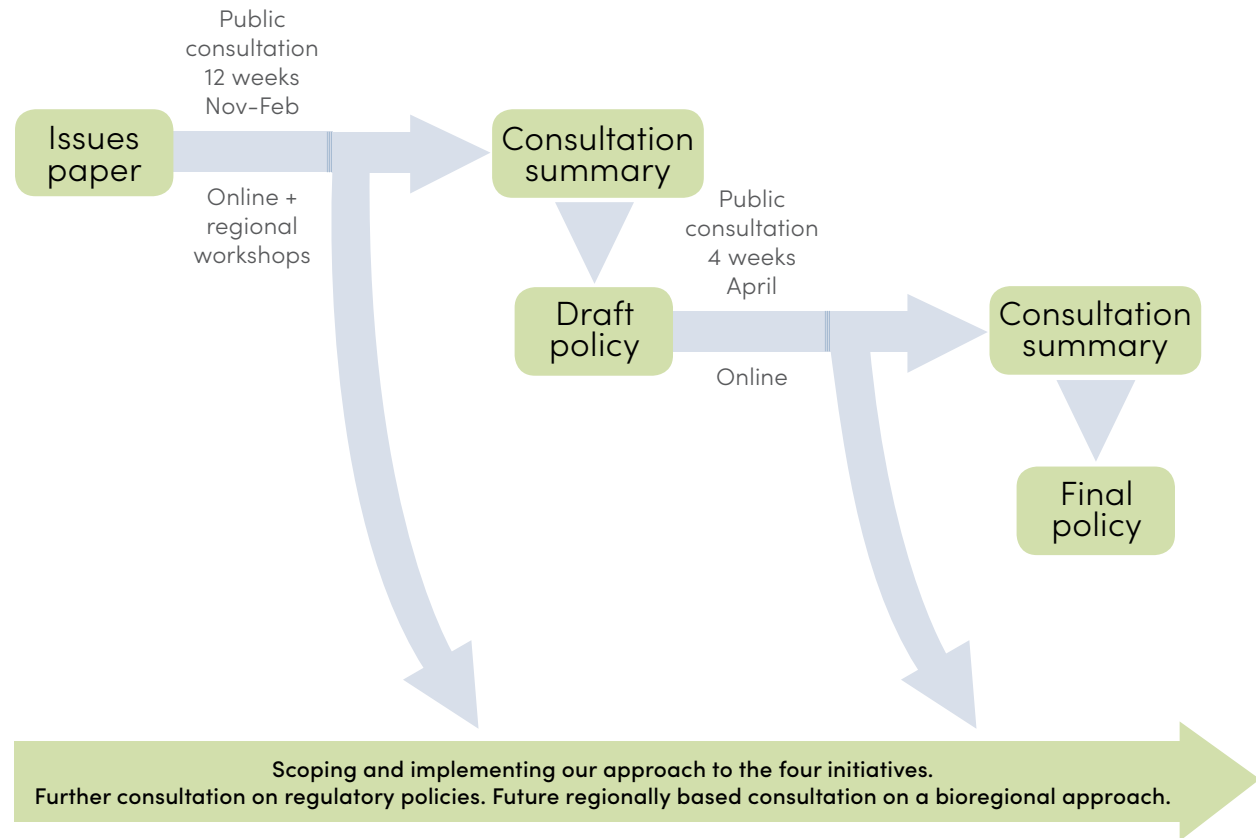 Public
consultation
12 weeks
Nov-Feb
Issues
paper
Online +
regional
workshops
Consultation
summary
Public
consultation
4 weeks
April
Draft
policy
Online
Consultation
summary
Final
policy
Scoping and implementing our approach to the four initiatives.
Further consultation on regulatory policies. Future regionally based consultation on a bioregional approach.